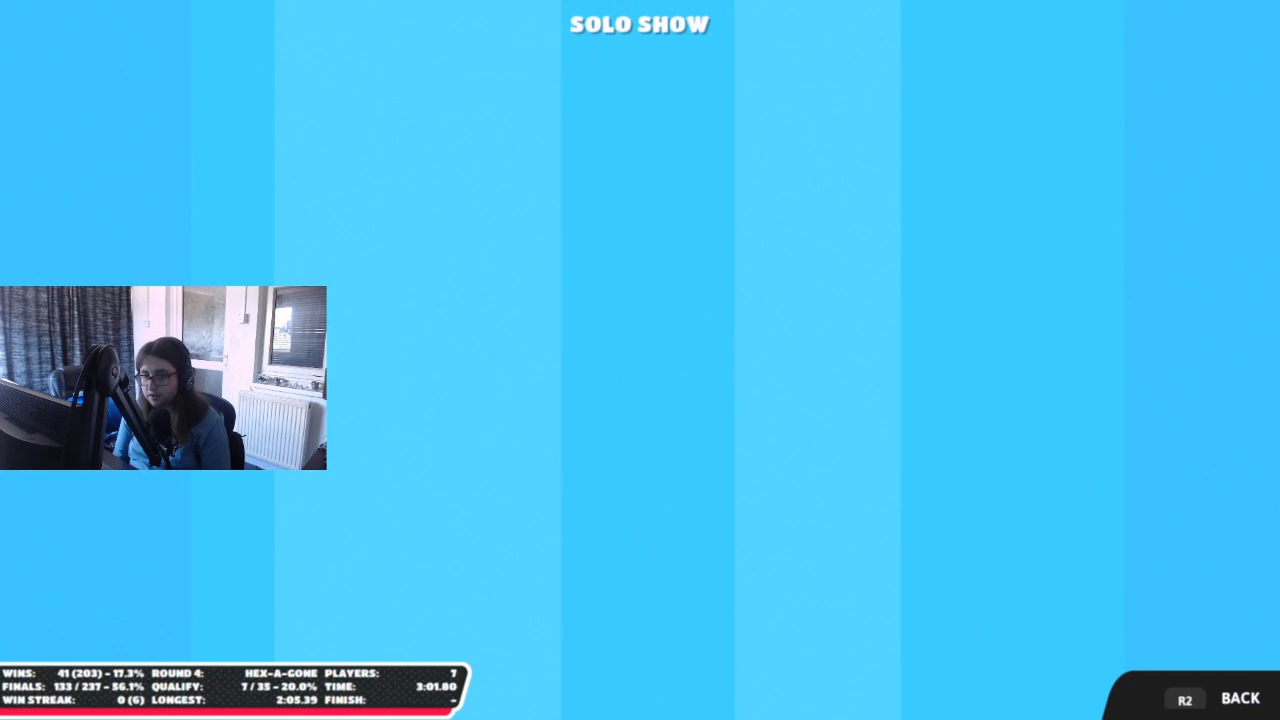 SOLO SHOW
WINS: 41 (203) - 17.3% ROUND 4: HEX-A-GONE PLAYERS: 7
FINALS: 133 / 237 - 56.1% QUALIFY: 7 / 35 - 20.0% TIME: 3:01.80
WIN STREAK: 0 (6) LONGEST: 2:05.39 FINISH: -
R2 BACK